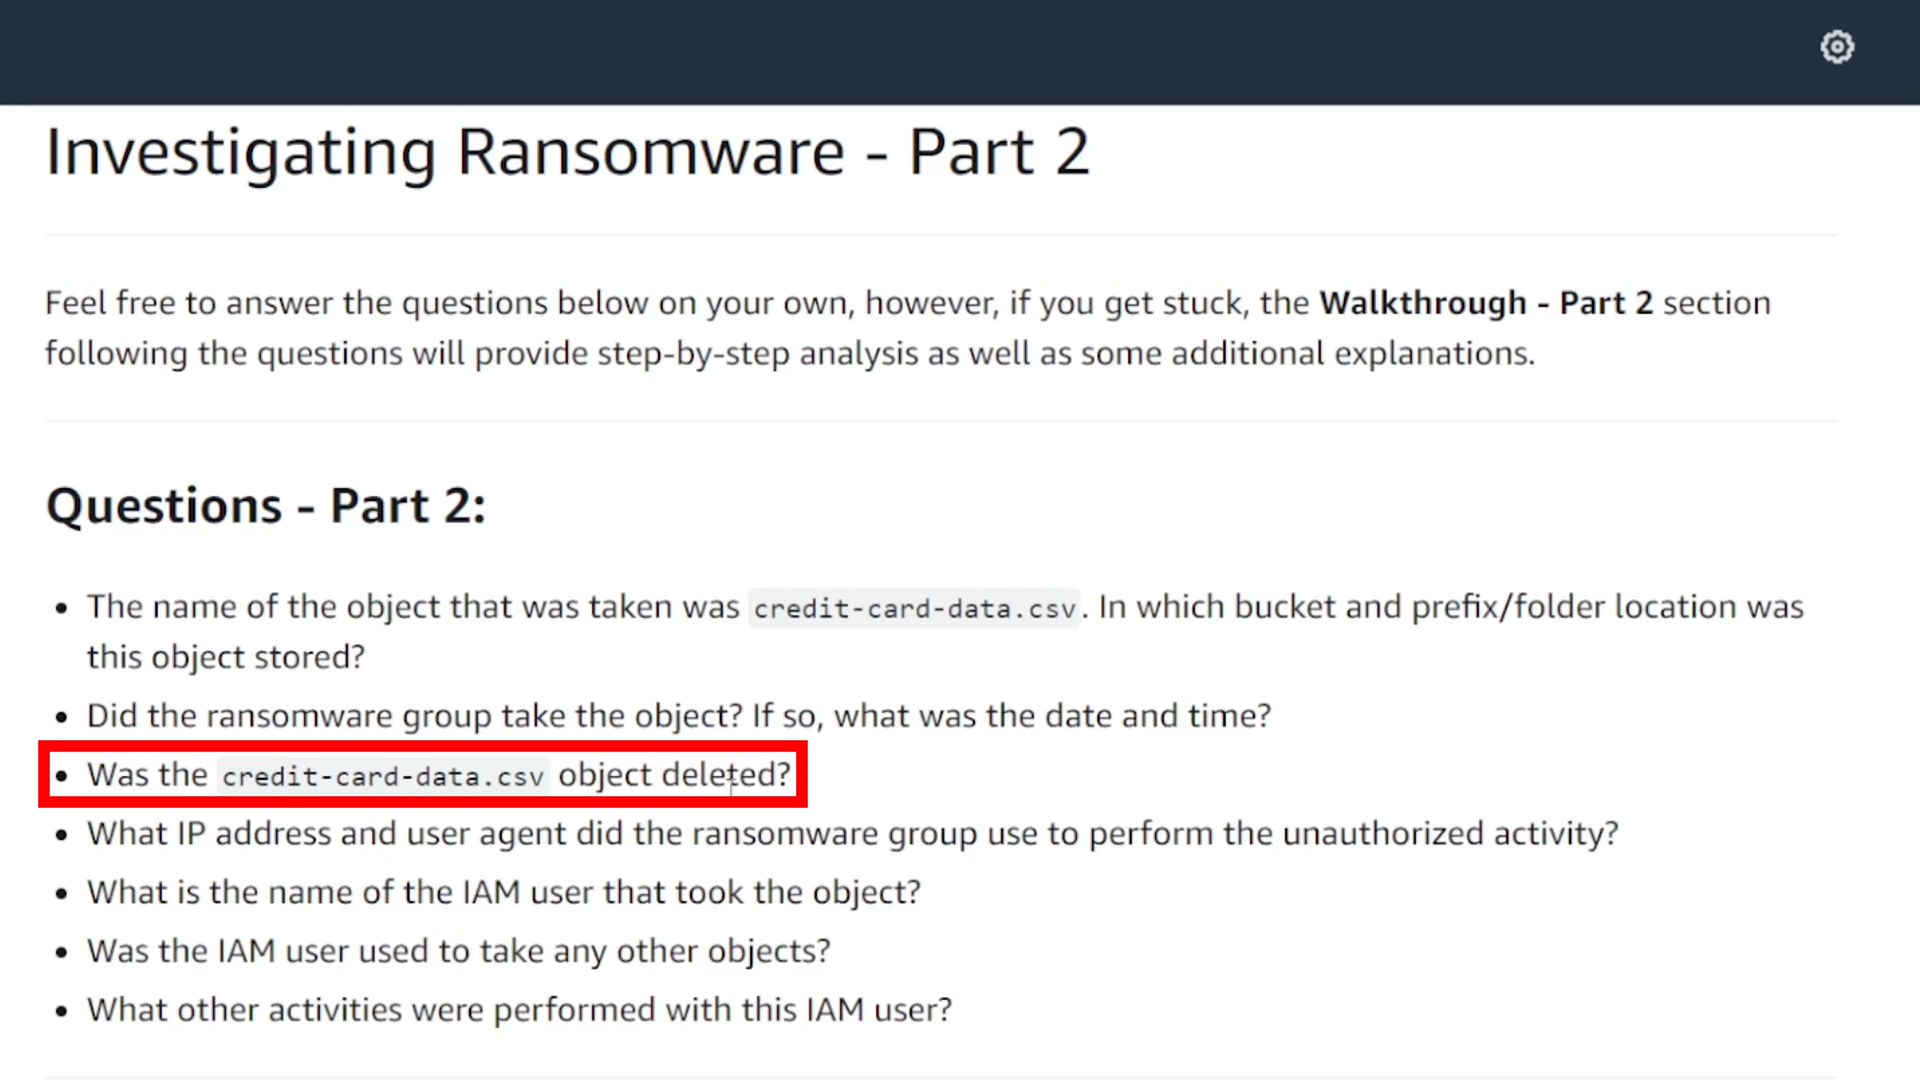 Investigating Ransomware - Part 2
Feel free to answer the questions below on your own, however, if you get stuck, the Walkthrough - Part 2 section
following the questions will provide step-by-step analysis as well as some additional explanations.
Questions - Part 2:
• The name of the object that was taken was credit-card-data.csv. In which bucket and prefix/folder location was
this object stored?
• Did the ransomware group take the object? If so, what was the date and time?
• Was the credit-card-data.csv object deleted?
• What IP address and user agent did the ransomware group use to perform the unauthorized activity?
• What is the name of the IAM user that took the object?
• Was the IAM user used to take any other objects?
• What other activities were performed with this IAM user?